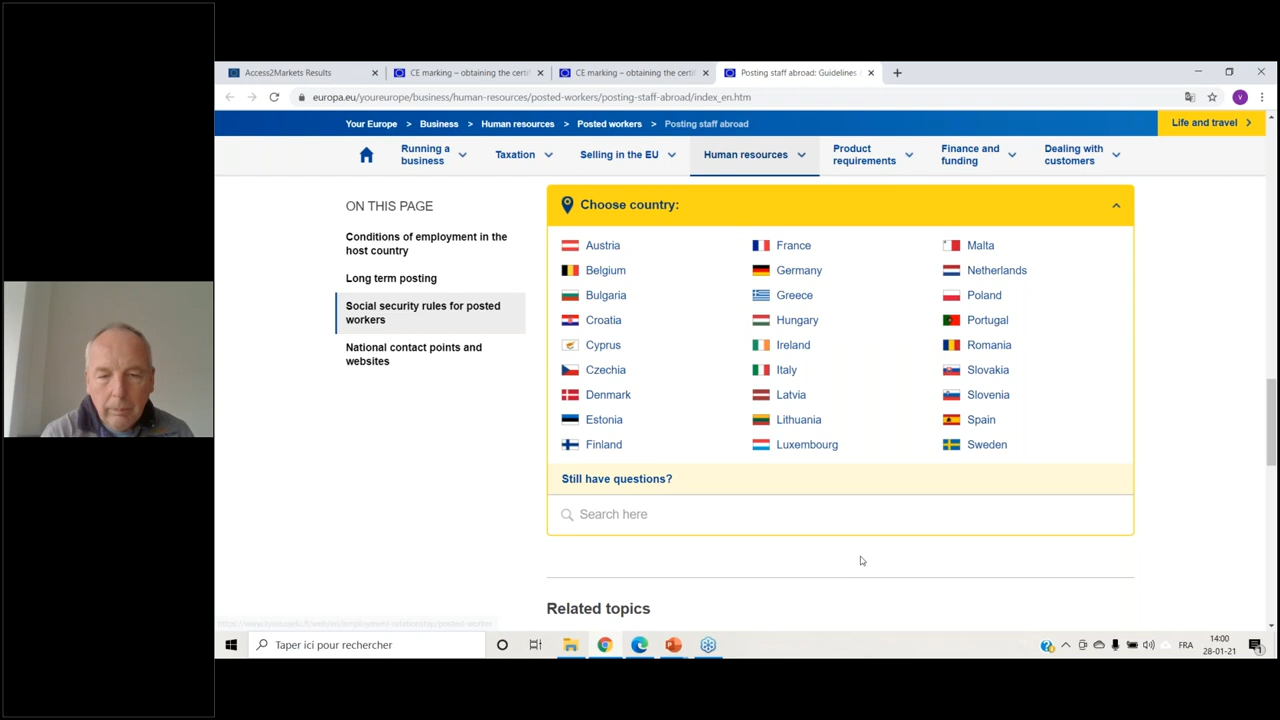 Access2Markets Results
CE marking – obtaining the certif
CE marking – obtaining the certif
Posting staff abroad: Guidelines
europa.eu/youreurope/business/human-resources/posted-workers/posting-staff-abroad/index_en.htm
v
Your Europe > Business > Human resources > Posted workers > Posting staff abroad
Life and travel
Running a business
Taxation
Selling in the EU
Human resources
Product requirements
Finance and funding
Dealing with customers
ON THIS PAGE
Conditions of employment in the
host country
Long term posting
Social security rules for posted
workers
National contact points and
websites
Choose country:
Austria
Belgium
Bulgaria
Croatia
Cyprus
Czechia
Denmark
Estonia
Finland
France
Germany
Greece
Hungary
Ireland
Italy
Latvia
Lithuania
Luxembourg
Malta
Netherlands
Poland
Portugal
Romania
Slovakia
Slovenia
Spain
Sweden
Still have questions?
Search here
Related topics
Taper ici pour rechercher
FRA
14:00
28-01-21